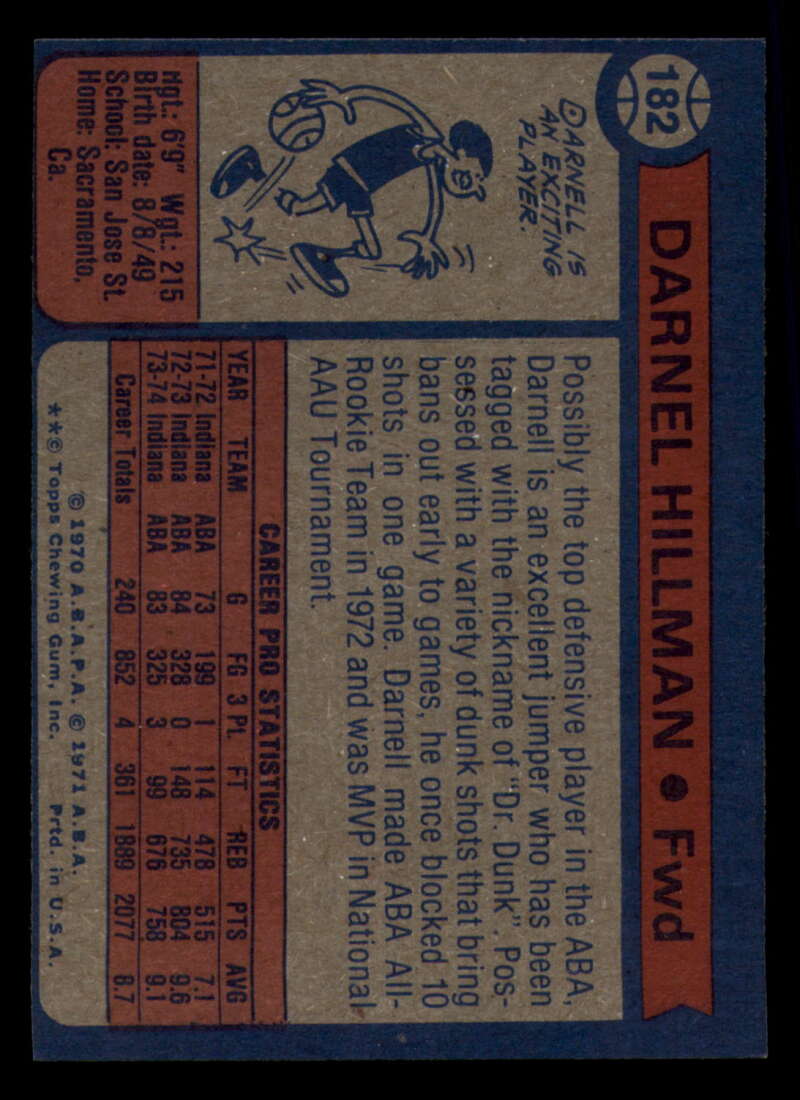 182
DARNEL HILLMAN • Fwd
DARNELL IS
AN EXCITING
PLAYER.
Hgt.: 6'9" Wgt.: 215
Birth date: 8/8/49
School: San Jose St.
Home: Sacramento,
Ca.
Possibly the top defensive player in the ABA,
Darnell is an excellent jumper who has been
tagged with the nickname of "Dr. Dunk". Pos-
sessed with a variety of dunk shots that bring
bans out early to games, he once blocked 10
shots in one game. Darnell made ABA All-
Rookie Team in 1972 and was MVP in National
AAU Tournament.
CAREER PRO STATISTICS
YEAR TEAM G FG 3 Pt. FT REB PTS AVG
71-72 Indiana ABA 73 199 1 114 478 515 7.1
72-73 Indiana ABA 84 328 0 148 735 804 9.6
73-74 Indiana ABA 83 325 3 99 676 758 9.1
Career Totals 240 852 4 361 1889 2077 8.7
© 1970 A.B.A.P.A. © 1971 A.B.A.
**© Topps Chewing Gum, Inc. Prtd. in U.S.A.